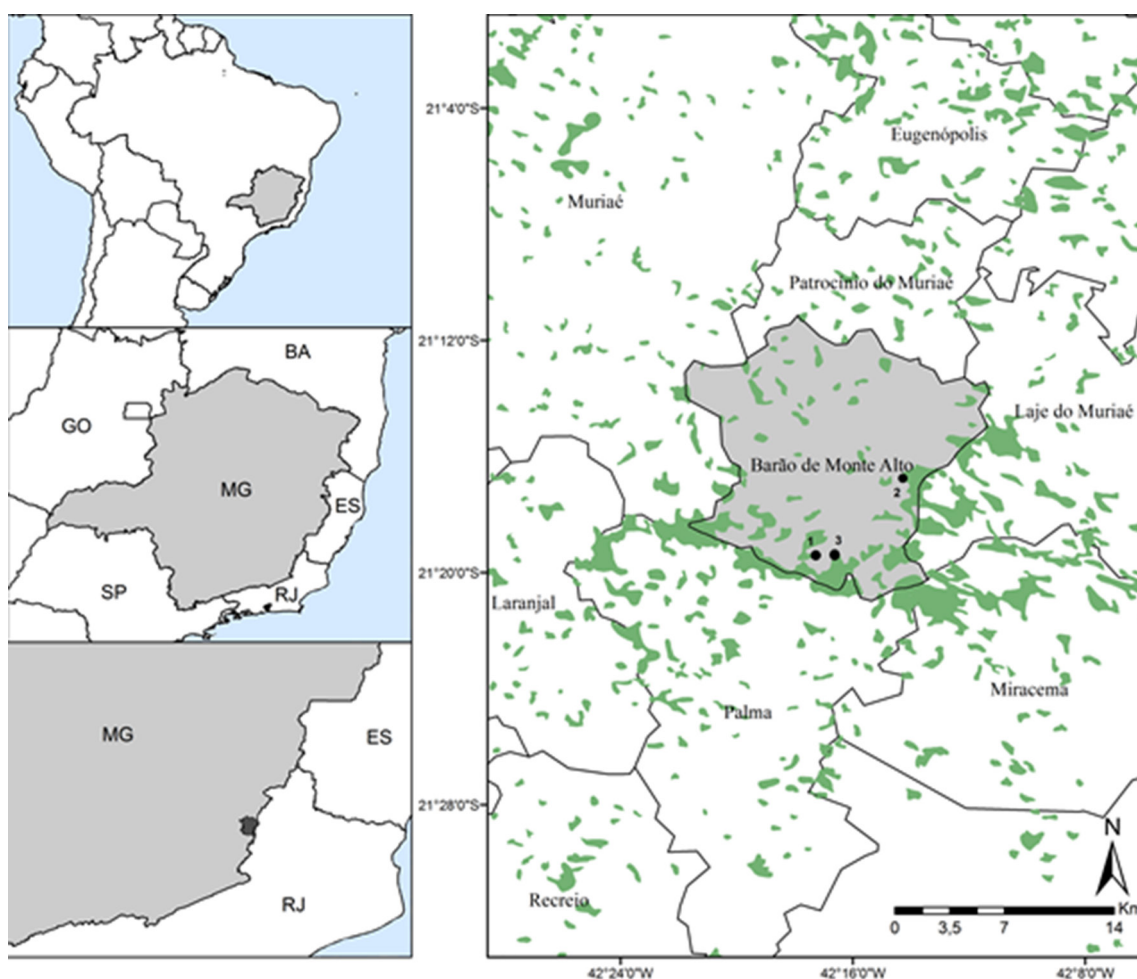 BA
GO
MG
ES
SP
RJ
MG
ES
RJ
21°4'0"S
21°12'0"S
21°20'0"S
21°28'0"S
Eugenópolis
Muriaé
Patrocínio do Muriaé
Laje do Muriaé
Barão de Monte Alto
2
1 3
Laranjal
Miracema
Palma
Recreio
N
Km
0 3,5 7 14
42°24'0"W 42°16'0"W 42°8'0"W